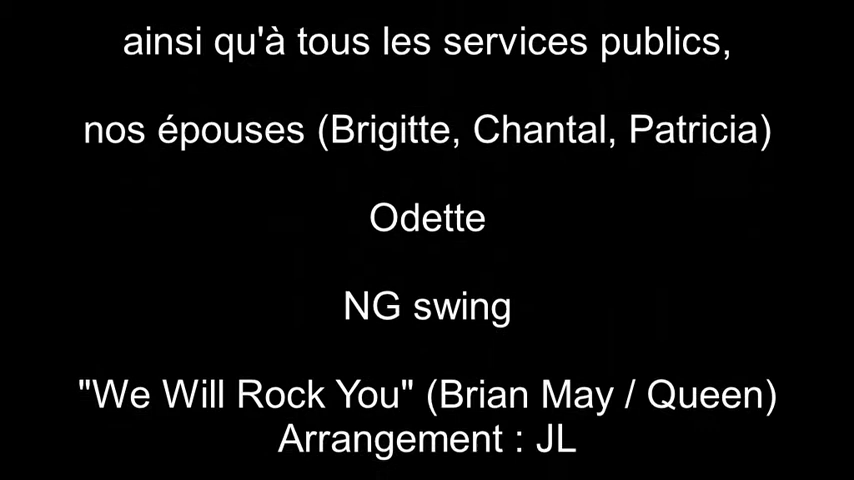 ainsi qu'à tous les services publics,
nos épouses (Brigitte, Chantal, Patricia)
Odette
NG swing
"We Will Rock You" (Brian May / Queen)
Arrangement : JL